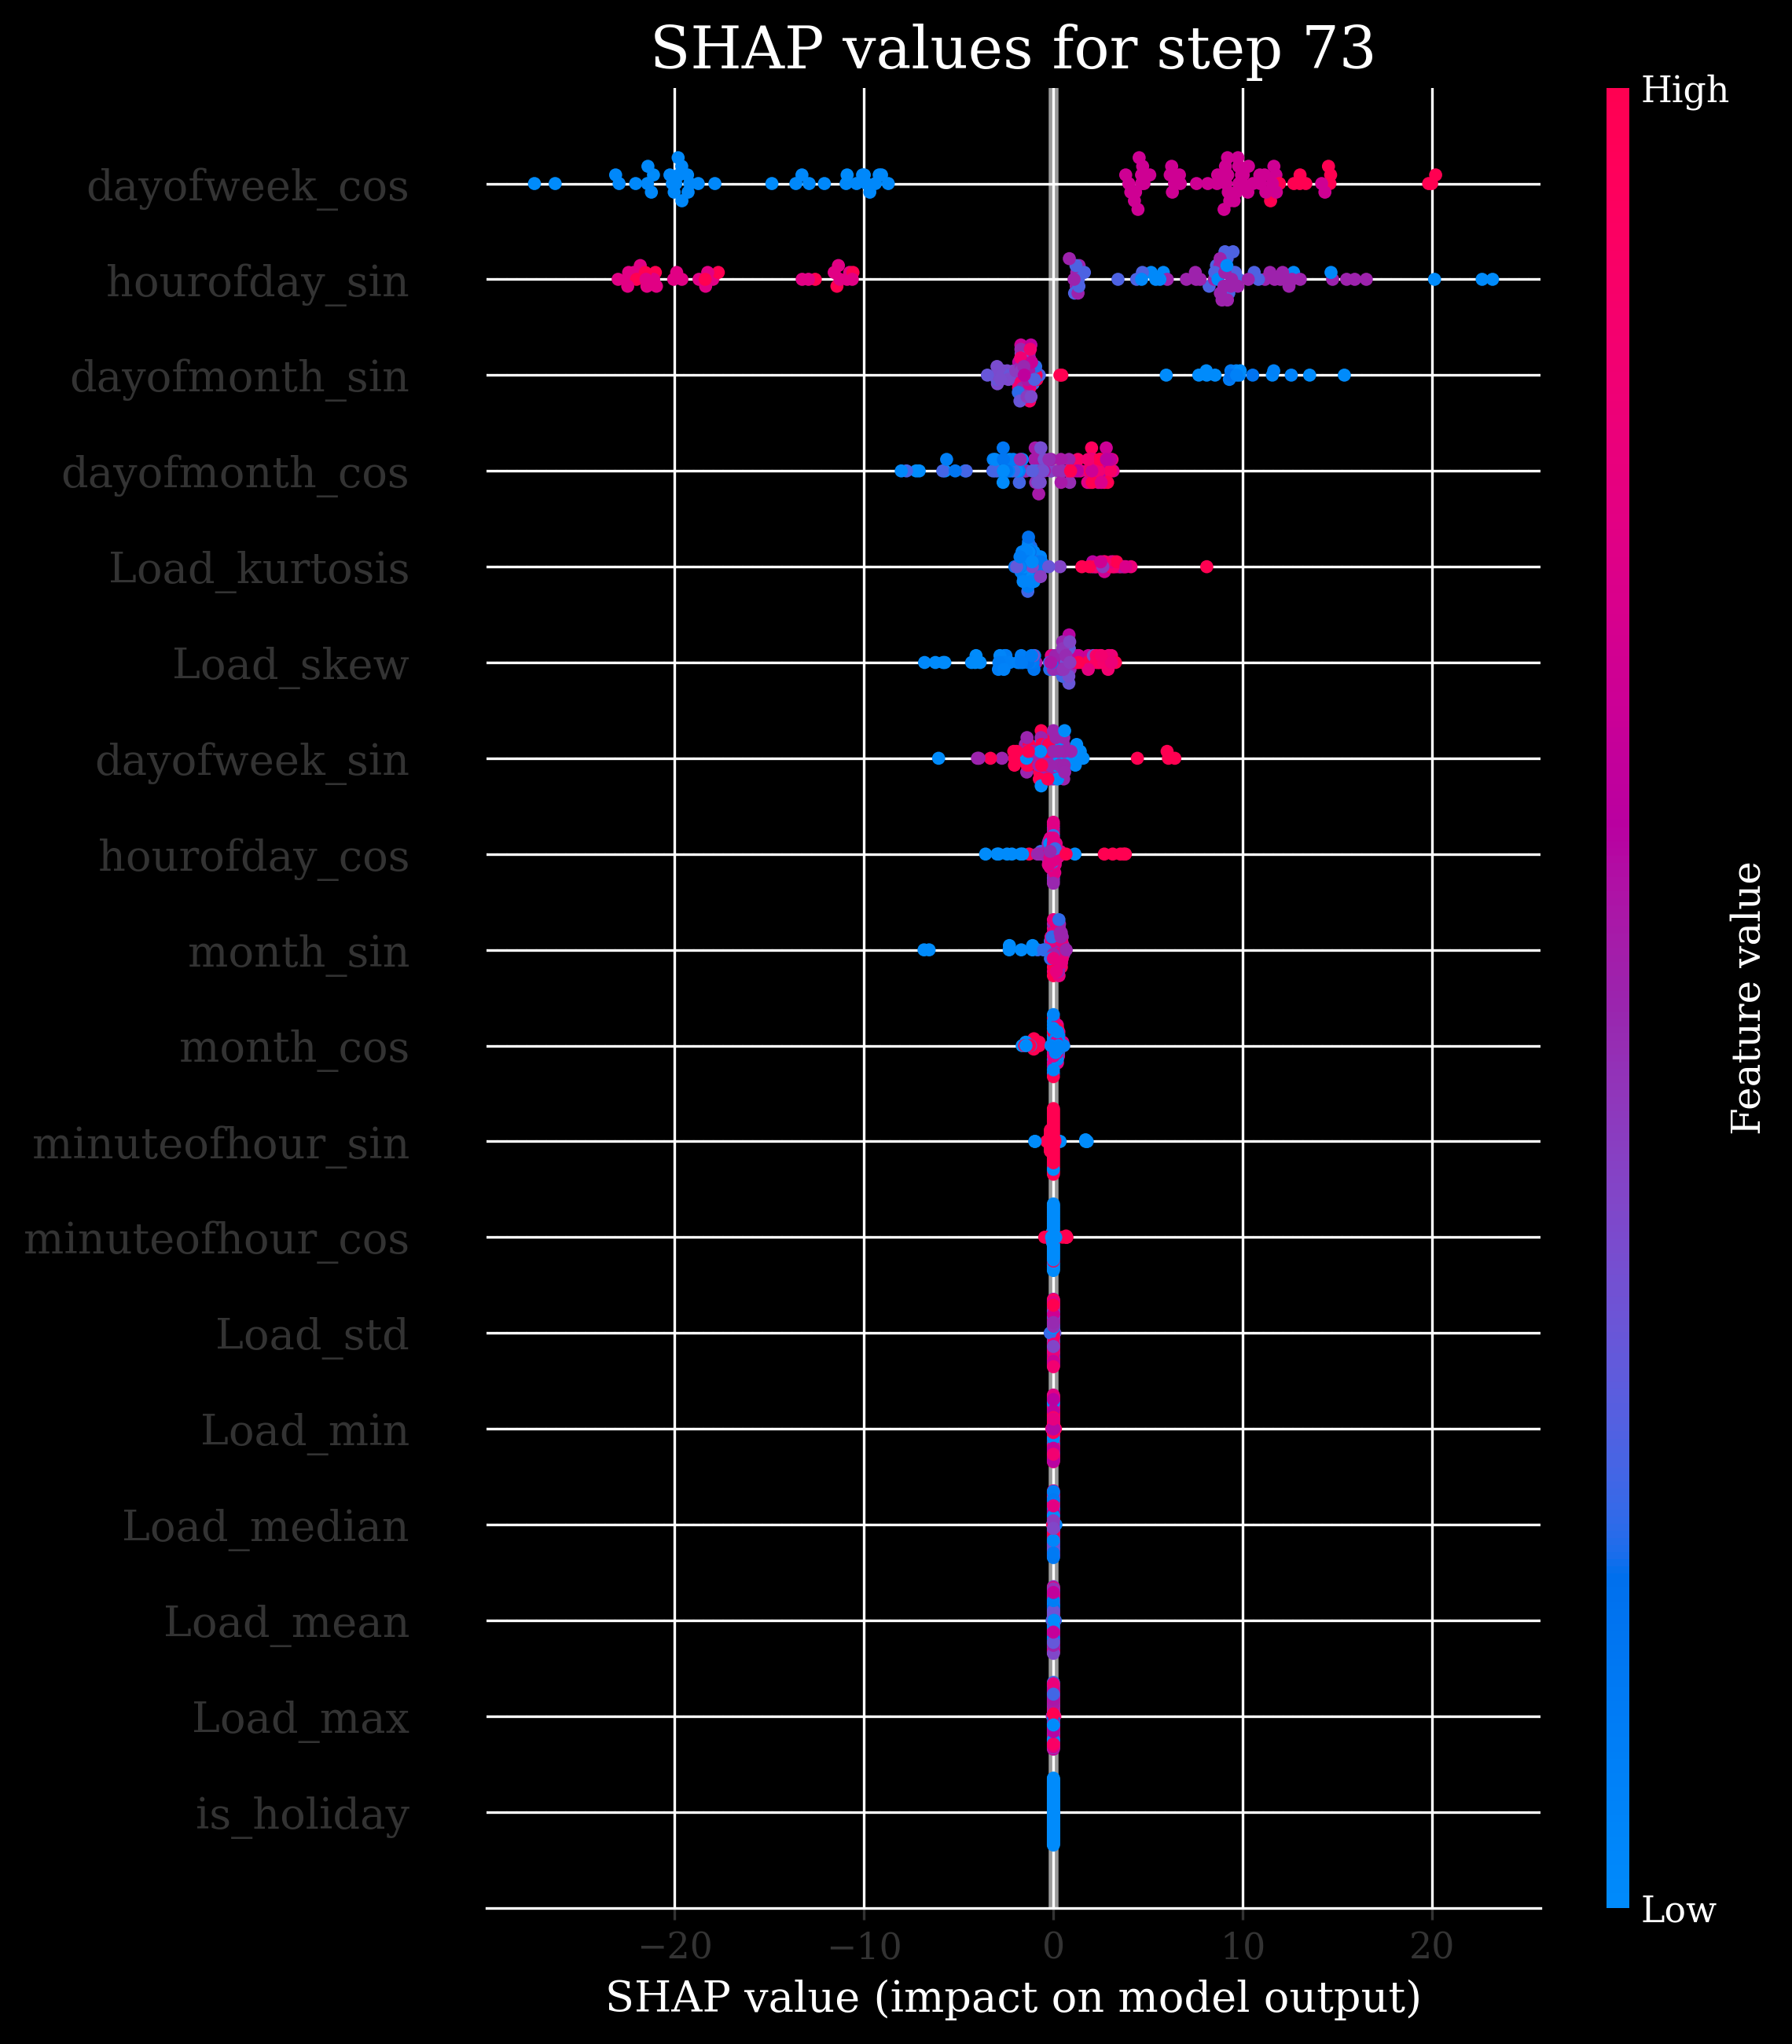 SHAP values for step 73
High
dayofweek_cos
hourofday_sin
dayofmonth_sin
dayofmonth_cos
Load_kurtosis
Load_skew
dayofweek_sin
hourofday_cos
month_sin
month_cos
minuteofhour_sin
minuteofhour_cos
Load_std
Load_min
Load_median
Load_mean
Load_max
is_holiday
Feature value
Low
−20 −10 0 10 20
SHAP value (impact on model output)